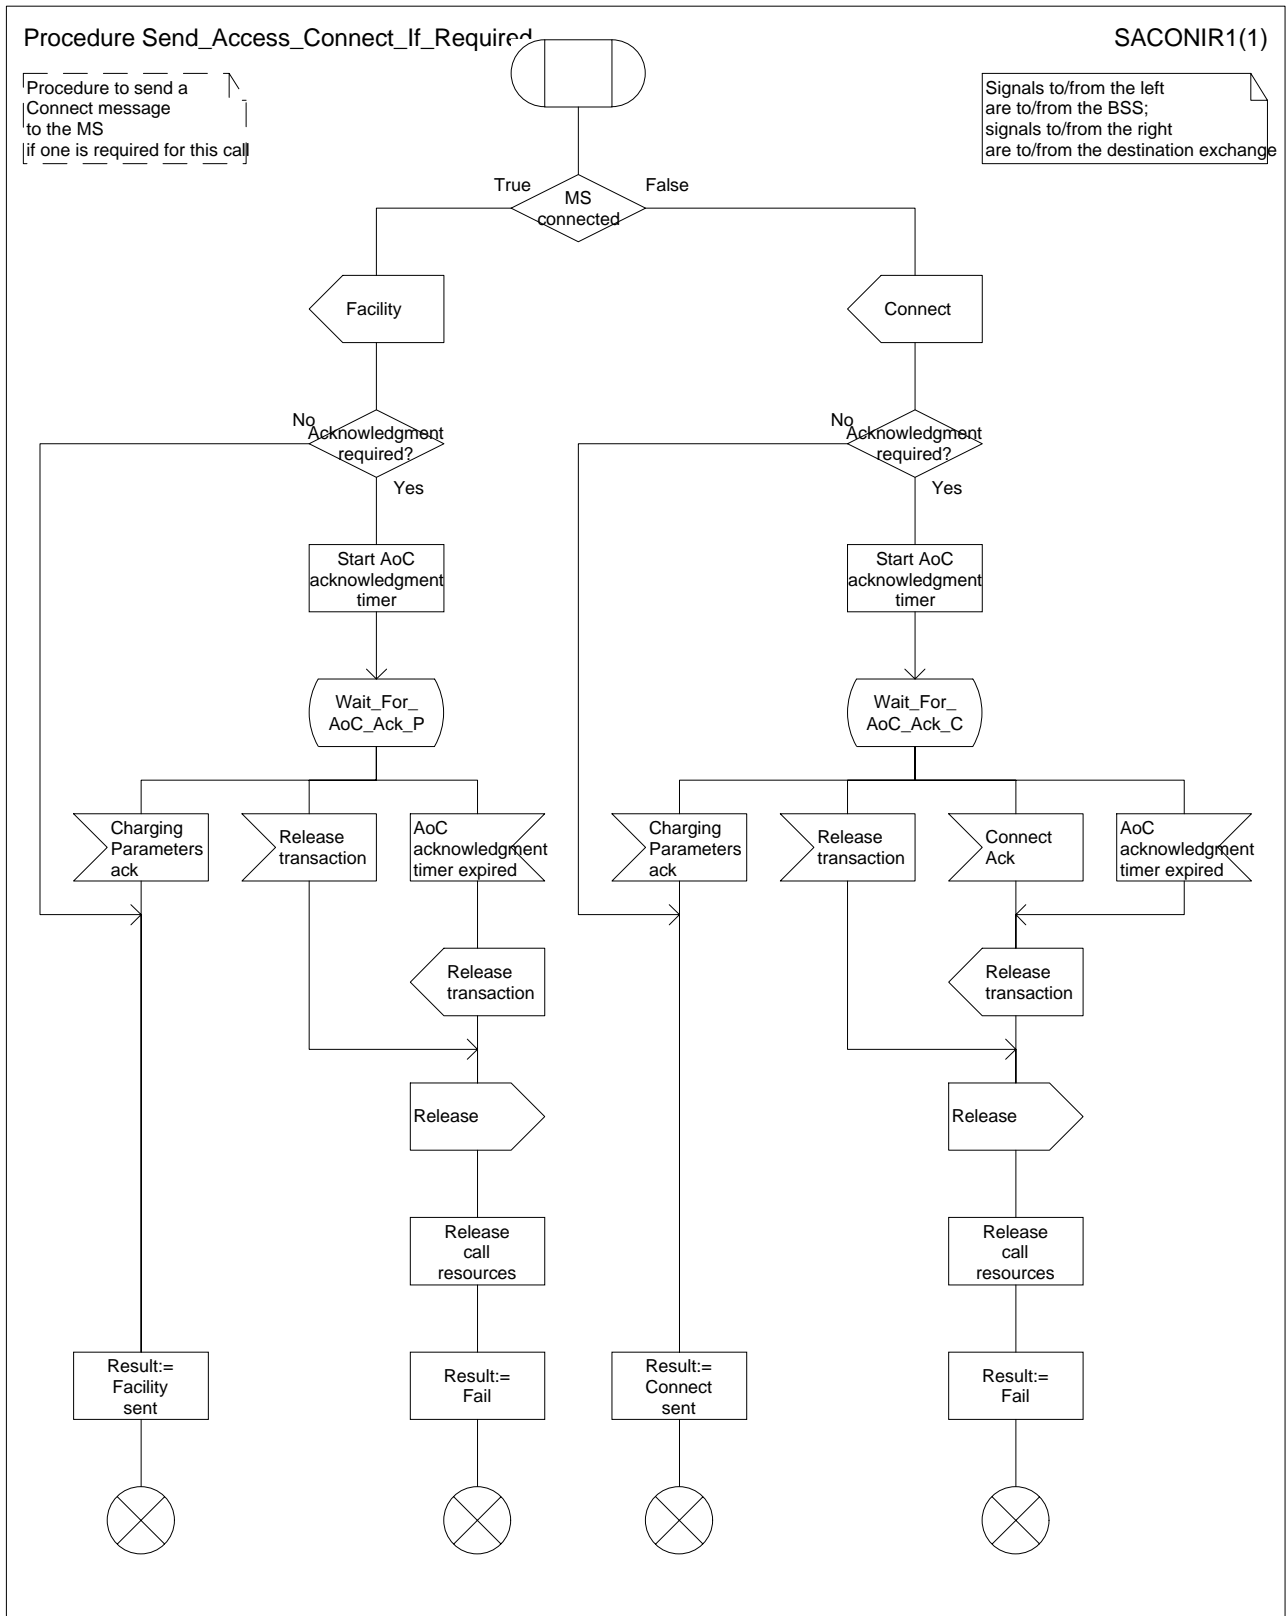 Procedure Send_Access_Connect_If_Required
SACONIR1(1)
Procedure to send a
Connect message
to the MS
if one is required for this call
Signals to/from the left
are to/from the BSS;
signals to/from the right
are to/from the destination exchange
True
False
MS
connected
Facility
Connect
No
Acknowledgment
required?
Yes
No
Acknowledgment
required?
Yes
Start AoC
acknowledgment
timer
Start AoC
acknowledgment
timer
Wait_For_
AoC_Ack_P
Wait_For_
AoC_Ack_C
Charging
Parameters
ack
Release
transaction
AoC
acknowledgment
timer expired
Charging
Parameters
ack
Release
transaction
Connect
Ack
AoC
acknowledgment
timer expired
Release
transaction
Release
transaction
Release
Release
Release
call
resources
Release
call
resources
Result:=
Facility
sent
Result:=
Fail
Result:=
Connect
sent
Result:=
Fail